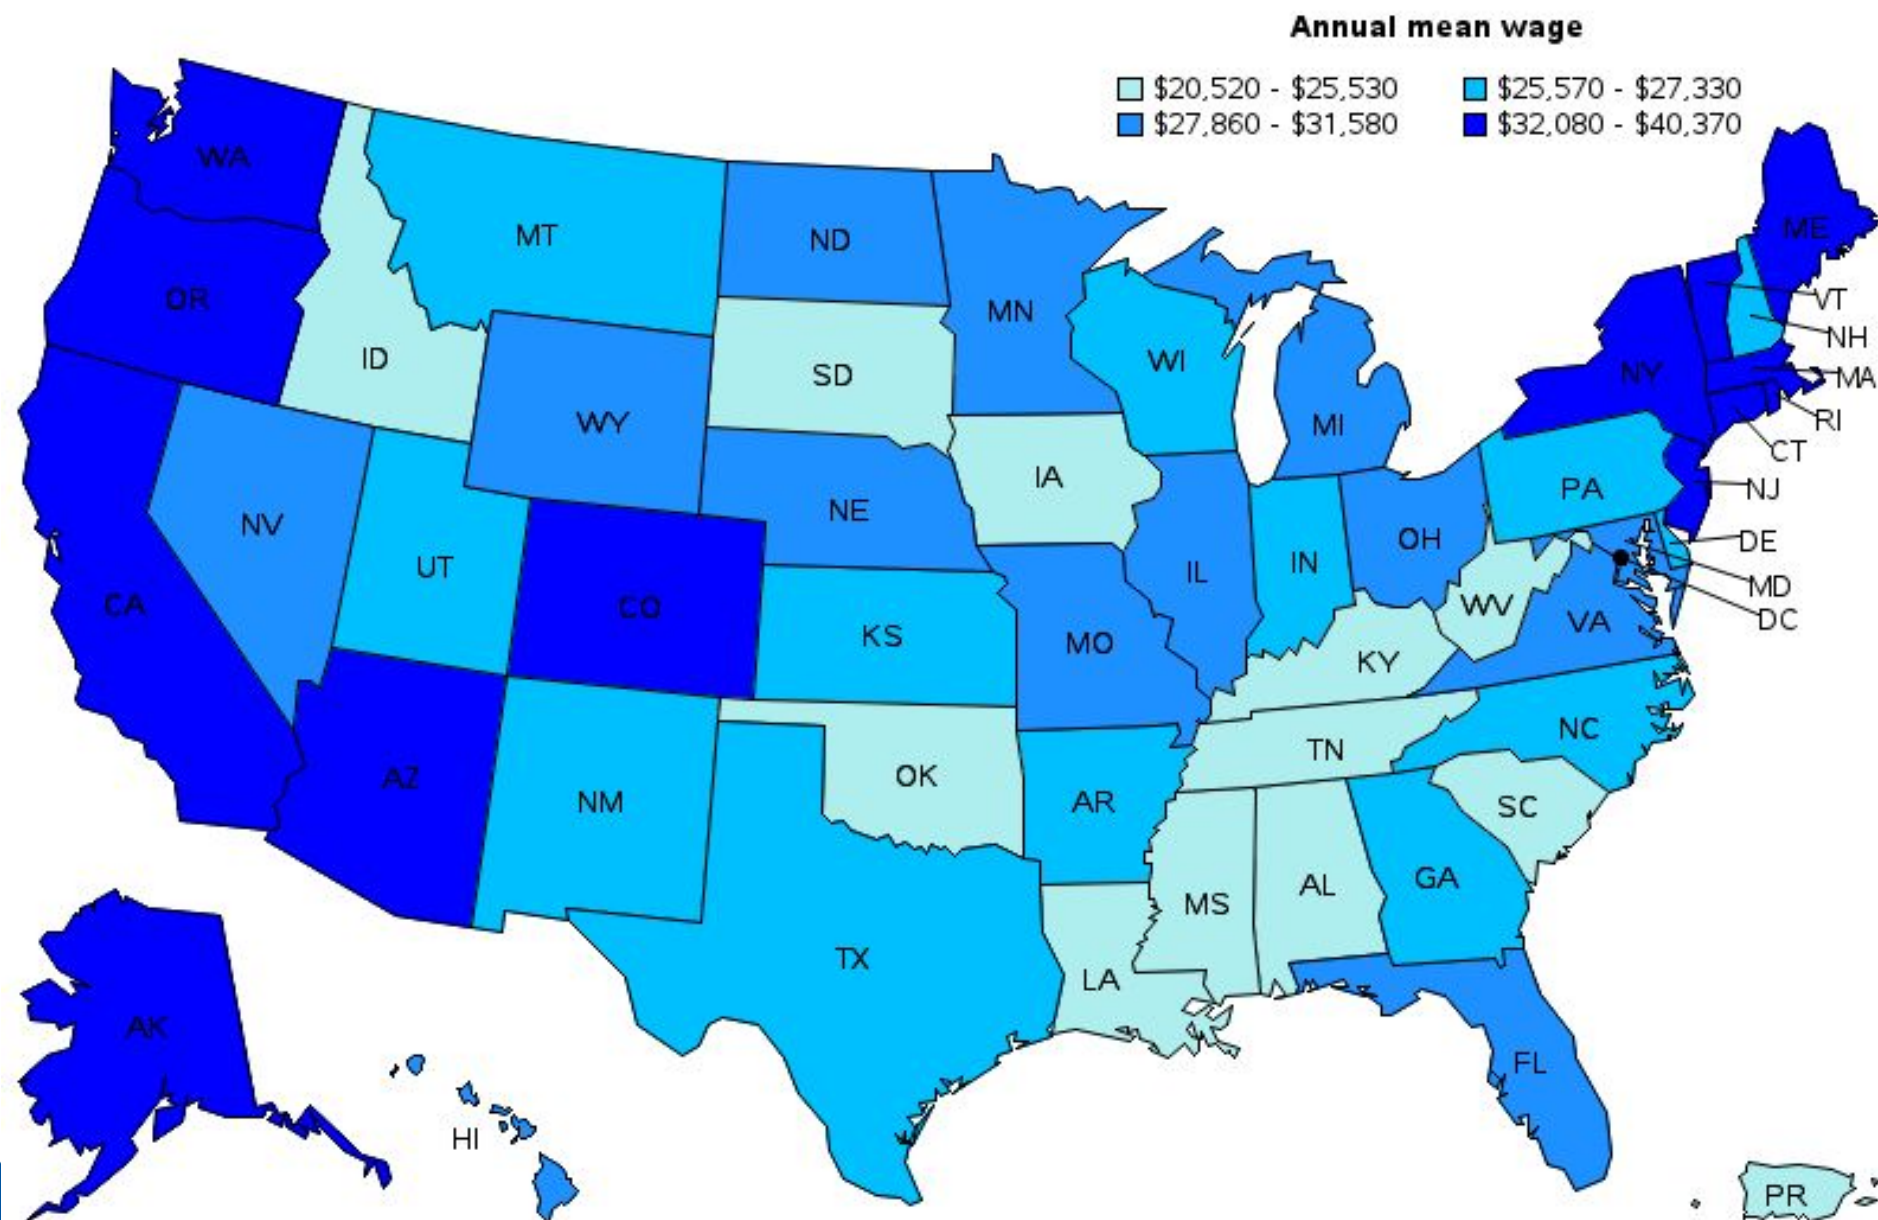 Annual mean wage
$20,520 - $25,530 $25,570 - $27,330
$27,860 - $31,580 $32,080 - $40,370
WA
MT
ND
ME
OR
MN
VT
NH
ID
SD
WI
NY
MA
WY
MI
RI
CT
IA
PA
NJ
NV
NE
OH
DE
UT
CO
IL
IN
MD
CA
WV
VA
DC
KS
MO
KY
NC
AZ
NM
OK
AR
TN
SC
MS
AL
GA
TX
LA
AK
FL
HI
PR